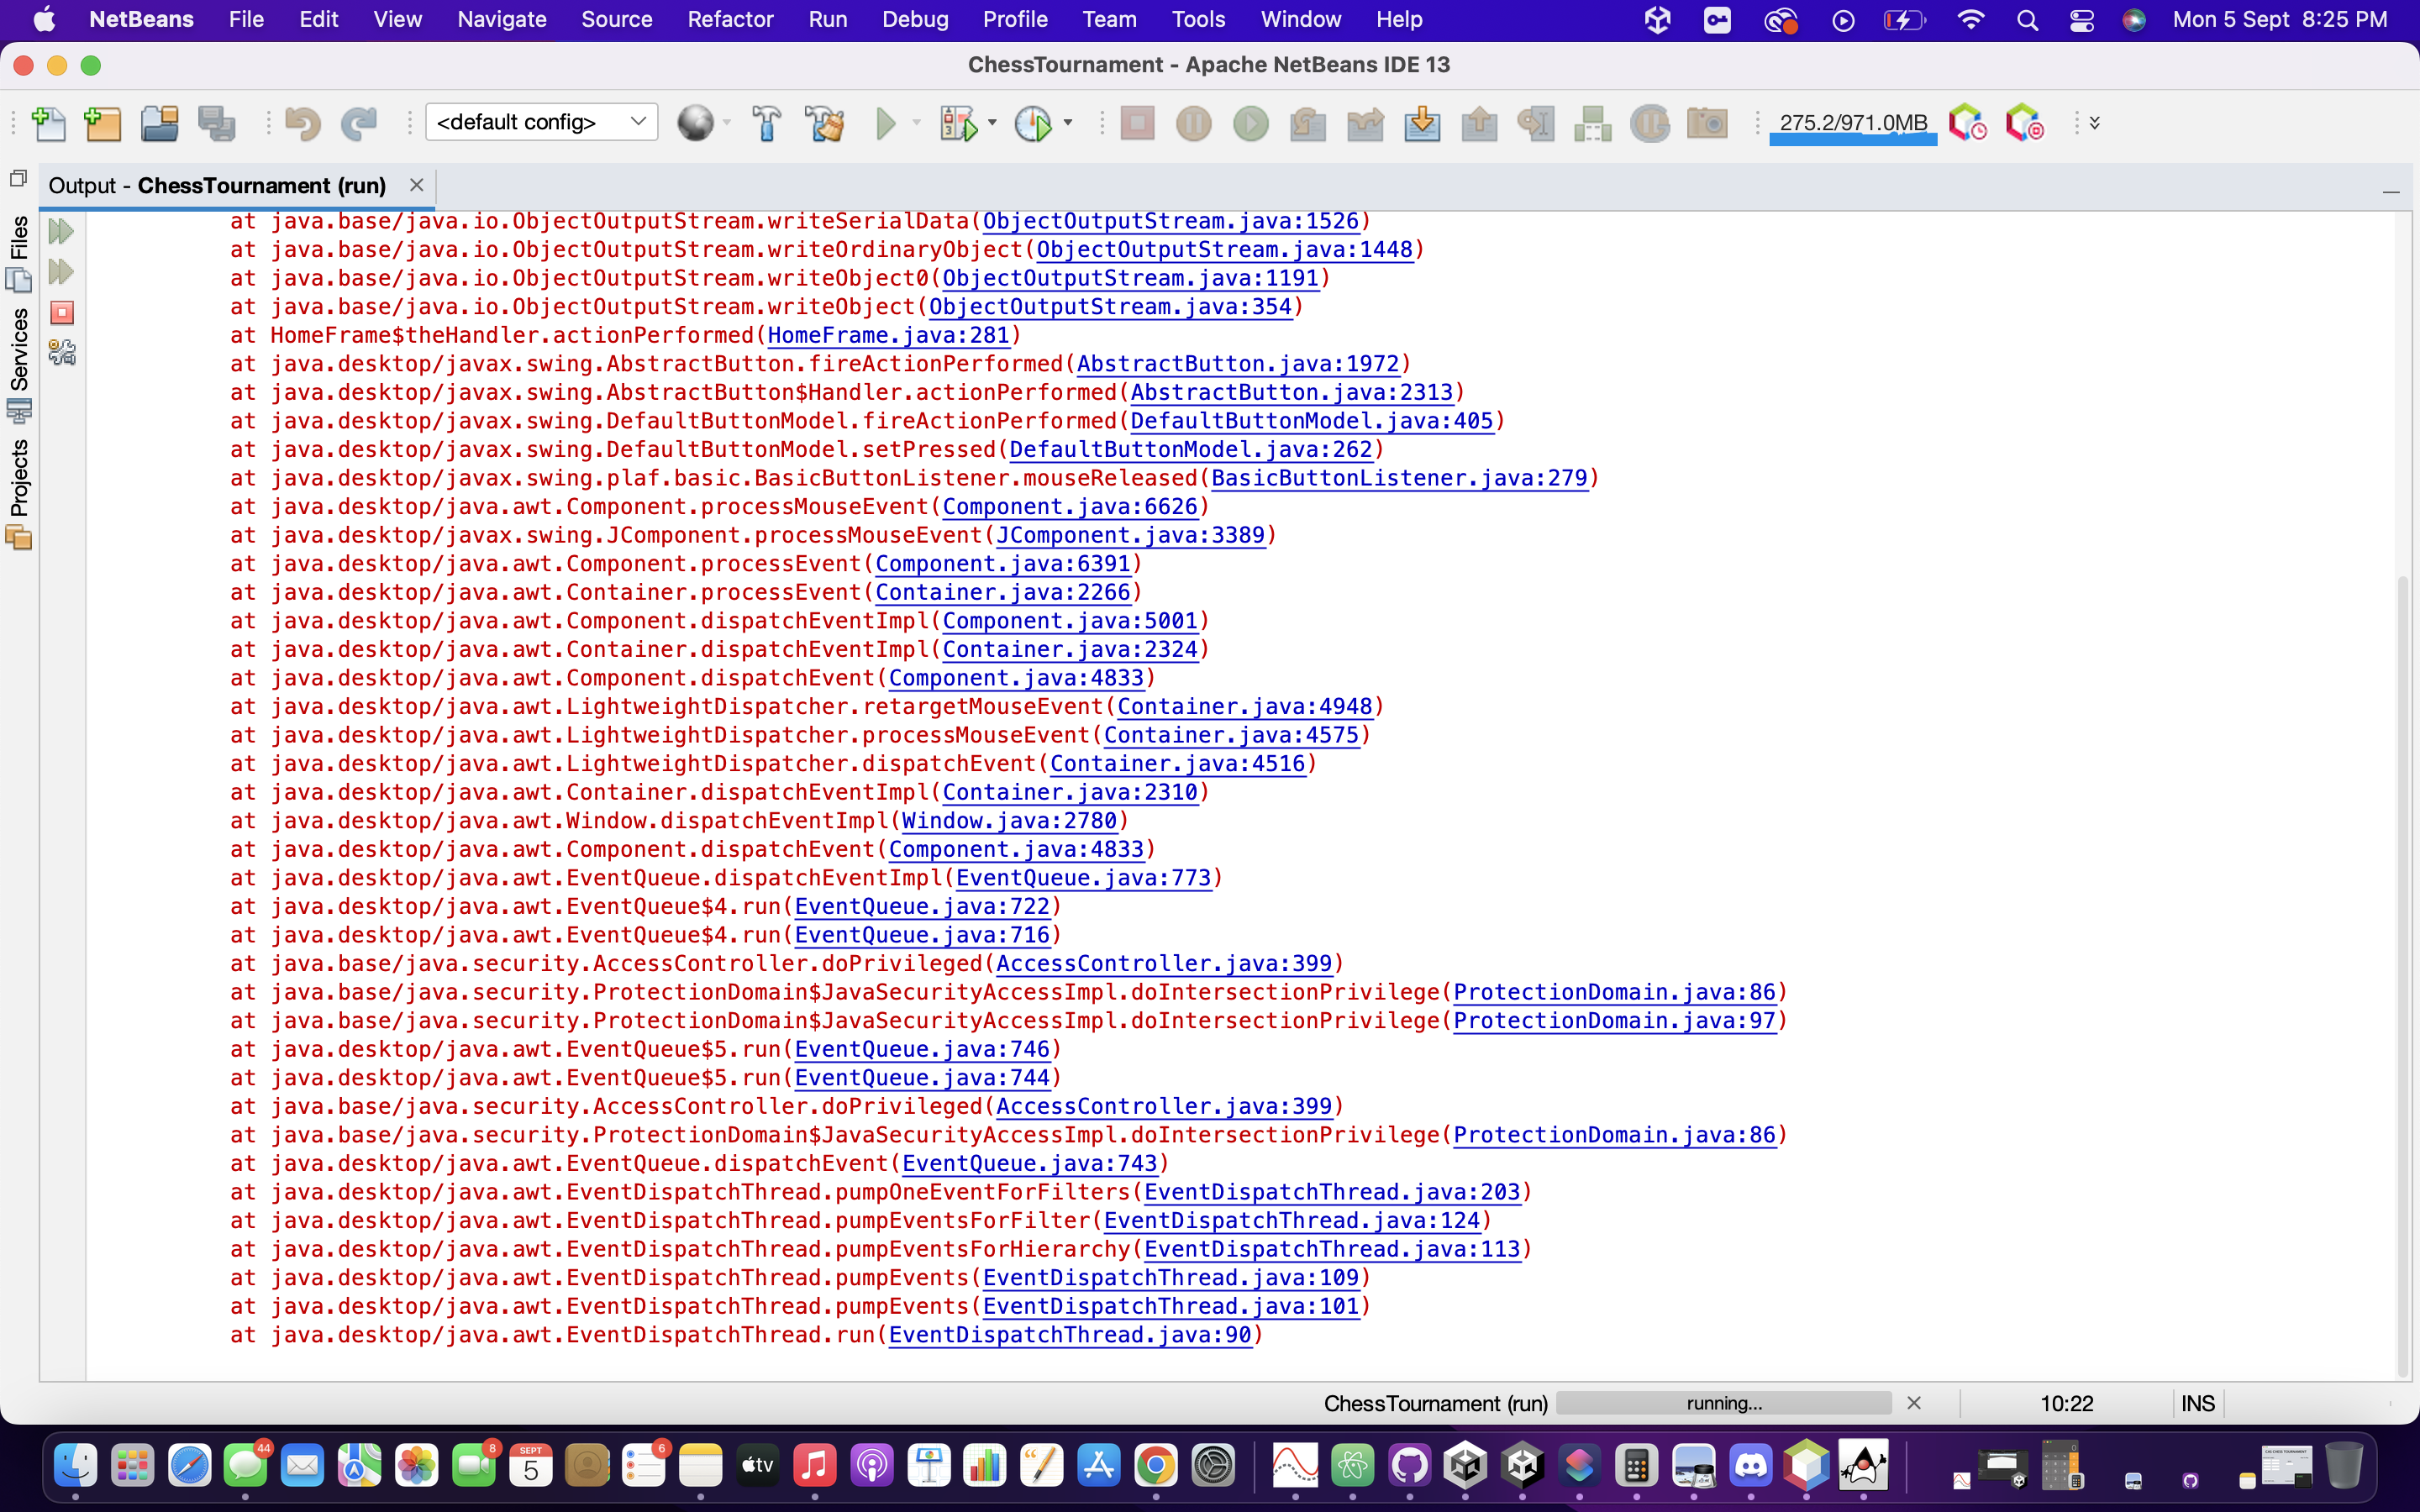 NetBeans File Edit View Navigate Source Refactor Run Debug Profile Team Tools Window Help Mon 5 Sept 8:25 PM
ChessTournament - Apache NetBeans IDE 13
<default config> 275.2/971.0MB
Output - ChessTournament (run)
Files
Services
Projects
at java.base/java.io.ObjectOutputStream.writeSerialData(ObjectOutputStream.java:1526)
at java.base/java.io.ObjectOutputStream.writeOrdinaryObject(ObjectOutputStream.java:1448)
at java.base/java.io.ObjectOutputStream.writeObject0(ObjectOutputStream.java:1191)
at java.base/java.io.ObjectOutputStream.writeObject(ObjectOutputStream.java:354)
at HomeFrame$theHandler.actionPerformed(HomeFrame.java:281)
at java.desktop/javax.swing.AbstractButton.fireActionPerformed(AbstractButton.java:1972)
at java.desktop/javax.swing.AbstractButton$Handler.actionPerformed(AbstractButton.java:2313)
at java.desktop/javax.swing.DefaultButtonModel.fireActionPerformed(DefaultButtonModel.java:405)
at java.desktop/javax.swing.DefaultButtonModel.setPressed(DefaultButtonModel.java:262)
at java.desktop/javax.swing.plaf.basic.BasicButtonListener.mouseReleased(BasicButtonListener.java:279)
at java.desktop/java.awt.Component.processMouseEvent(Component.java:6626)
at java.desktop/javax.swing.JComponent.processMouseEvent(JComponent.java:3389)
at java.desktop/java.awt.Component.processEvent(Component.java:6391)
at java.desktop/java.awt.Container.processEvent(Container.java:2266)
at java.desktop/java.awt.Component.dispatchEventImpl(Component.java:5001)
at java.desktop/java.awt.Container.dispatchEventImpl(Container.java:2324)
at java.desktop/java.awt.Component.dispatchEvent(Component.java:4833)
at java.desktop/java.awt.LightweightDispatcher.retargetMouseEvent(Container.java:4948)
at java.desktop/java.awt.LightweightDispatcher.processMouseEvent(Container.java:4575)
at java.desktop/java.awt.LightweightDispatcher.dispatchEvent(Container.java:4516)
at java.desktop/java.awt.Container.dispatchEventImpl(Container.java:2310)
at java.desktop/java.awt.Window.dispatchEventImpl(Window.java:2780)
at java.desktop/java.awt.Component.dispatchEvent(Component.java:4833)
at java.desktop/java.awt.EventQueue.dispatchEventImpl(EventQueue.java:773)
at java.desktop/java.awt.EventQueue$4.run(EventQueue.java:722)
at java.desktop/java.awt.EventQueue$4.run(EventQueue.java:716)
at java.base/java.security.AccessController.doPrivileged(AccessController.java:399)
at java.base/java.security.ProtectionDomain$JavaSecurityAccessImpl.doIntersectionPrivilege(ProtectionDomain.java:86)
at java.base/java.security.ProtectionDomain$JavaSecurityAccessImpl.doIntersectionPrivilege(ProtectionDomain.java:97)
at java.desktop/java.awt.EventQueue$5.run(EventQueue.java:746)
at java.desktop/java.awt.EventQueue$5.run(EventQueue.java:744)
at java.base/java.security.AccessController.doPrivileged(AccessController.java:399)
at java.base/java.security.ProtectionDomain$JavaSecurityAccessImpl.doIntersectionPrivilege(ProtectionDomain.java:86)
at java.desktop/java.awt.EventQueue.dispatchEvent(EventQueue.java:743)
at java.desktop/java.awt.EventDispatchThread.pumpOneEventForFilters(EventDispatchThread.java:203)
at java.desktop/java.awt.EventDispatchThread.pumpEventsForFilter(EventDispatchThread.java:124)
at java.desktop/java.awt.EventDispatchThread.pumpEventsForHierarchy(EventDispatchThread.java:113)
at java.desktop/java.awt.EventDispatchThread.pumpEvents(EventDispatchThread.java:109)
at java.desktop/java.awt.EventDispatchThread.pumpEvents(EventDispatchThread.java:101)
at java.desktop/java.awt.EventDispatchThread.run(EventDispatchThread.java:90)
ChessTournament (run) running... 10:22 INS
44 8 SEPT 5 6 tv